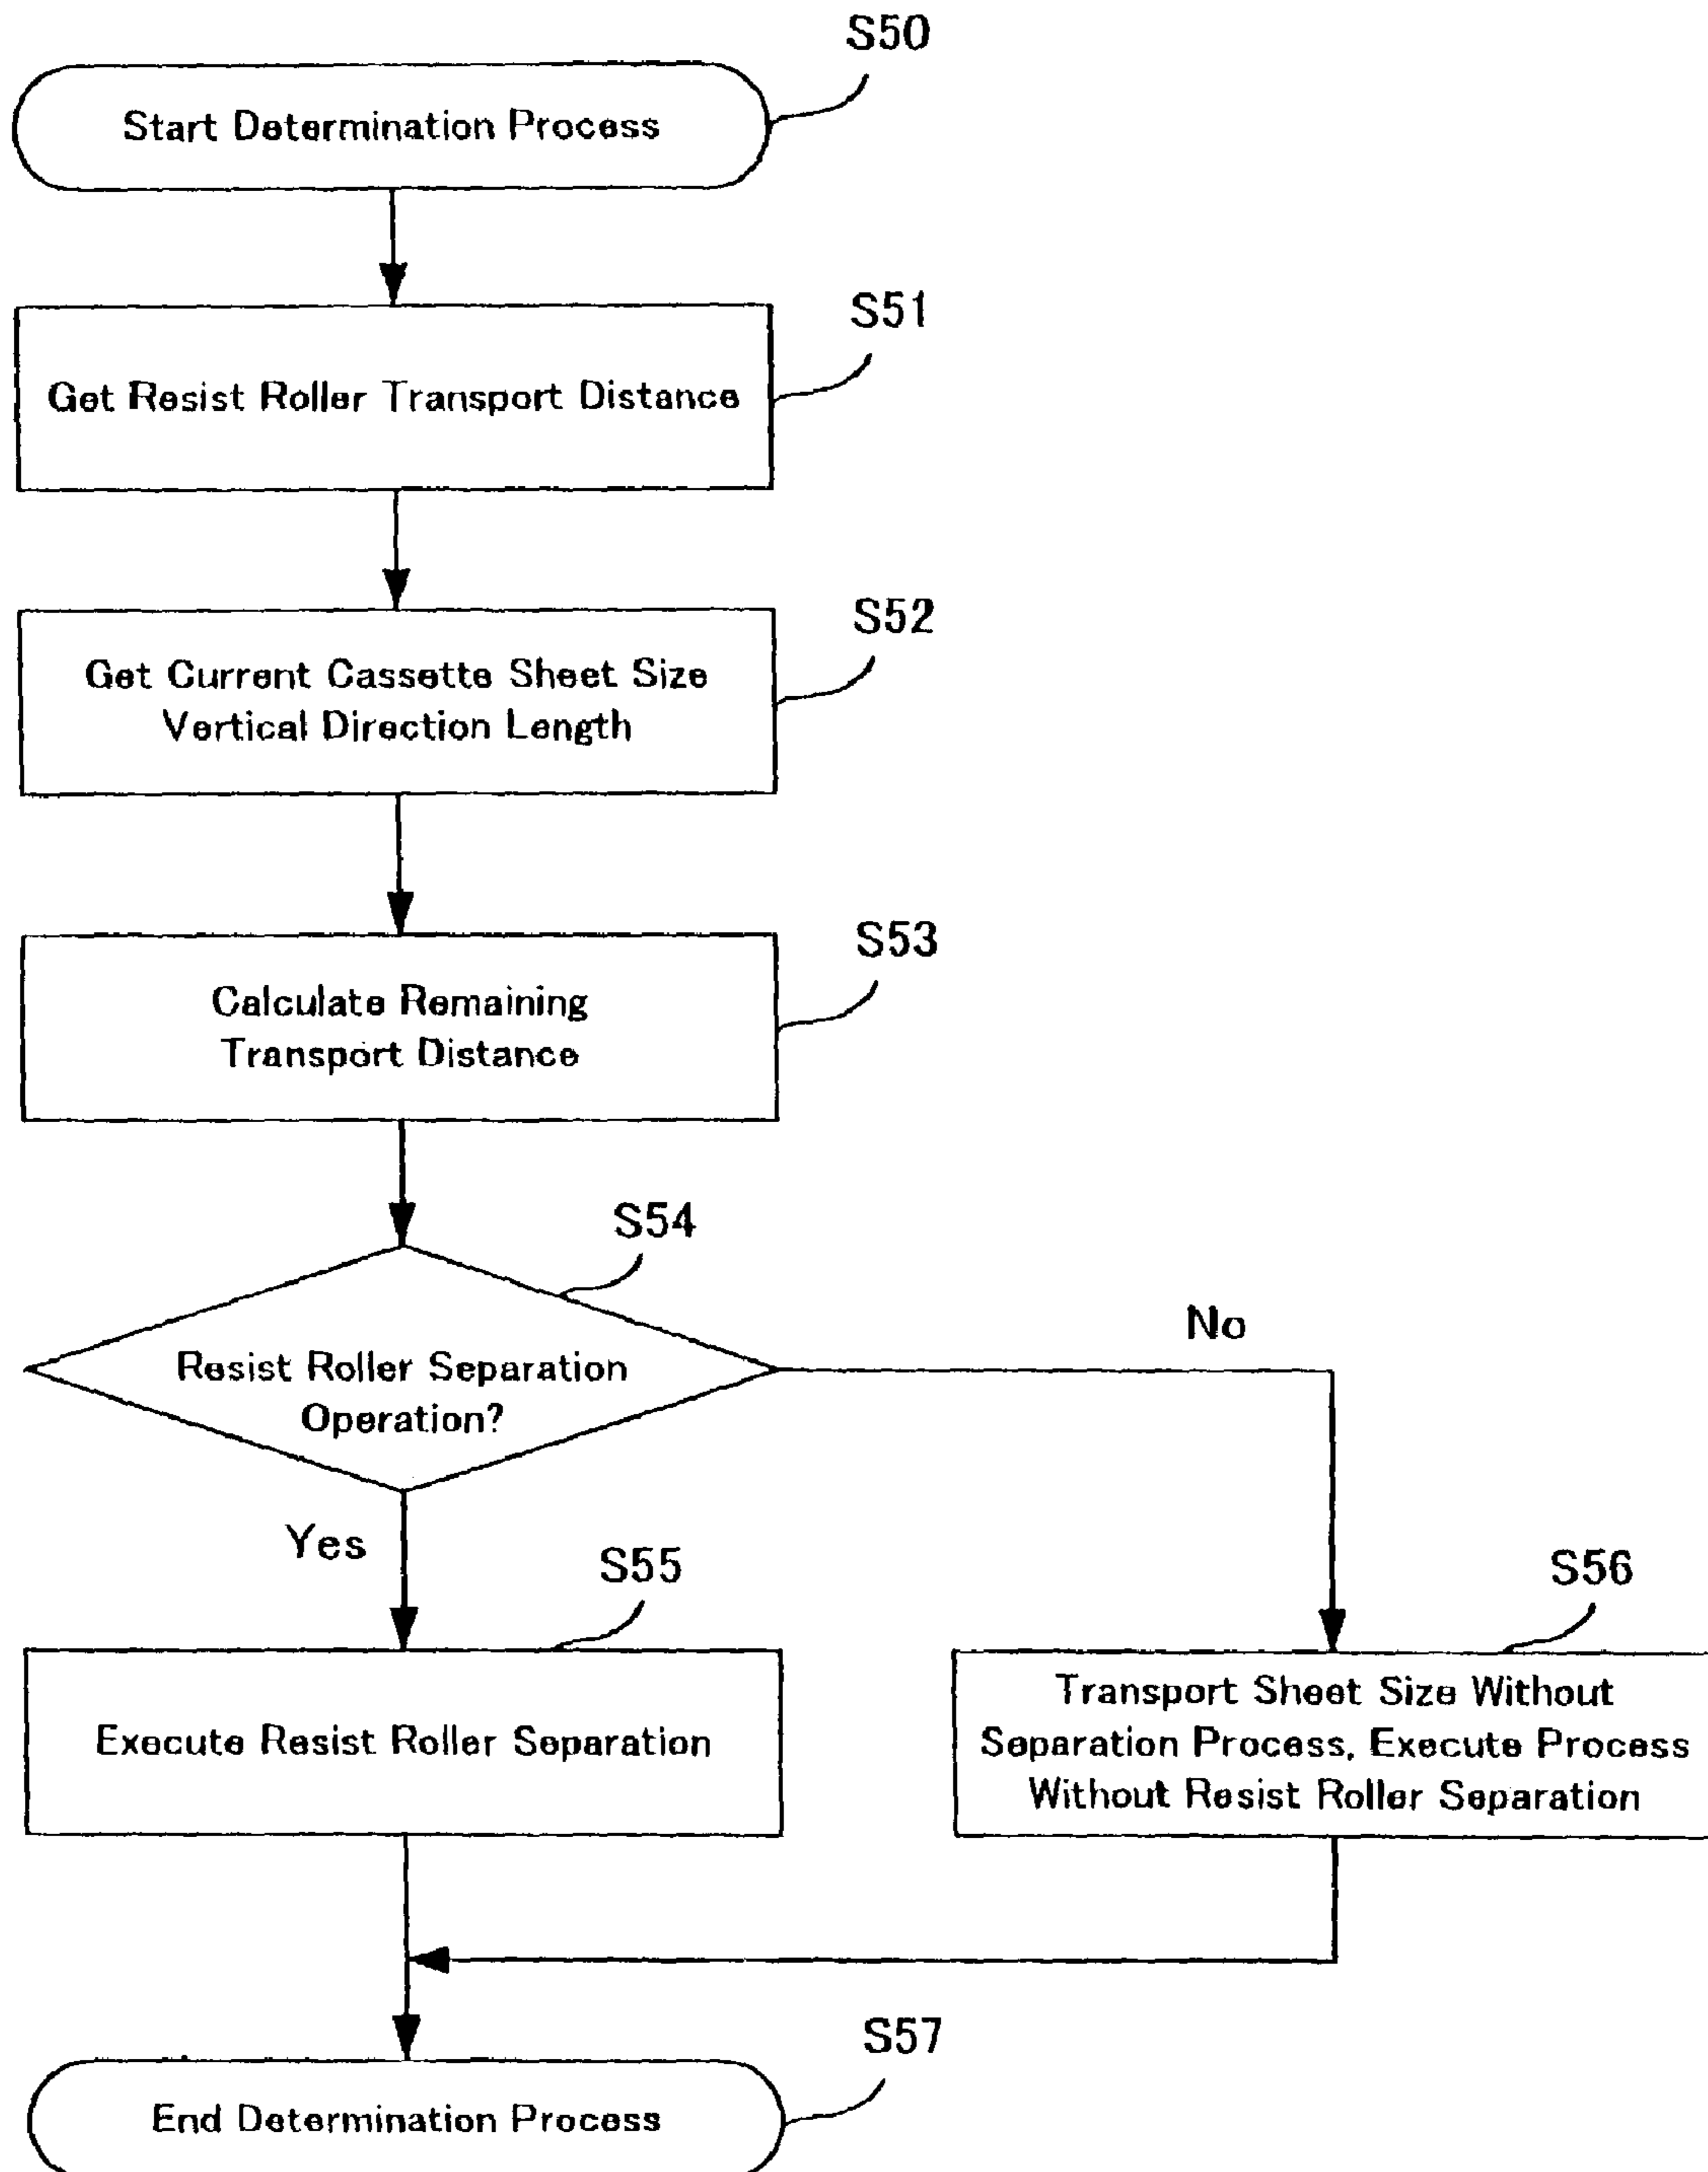 S50
Start Determination Process
S51
Get Resist Roller Transport Distance
S52
Get Current Cassette Sheet Size
Vertical Direction Length
S53
Calculate Remaining
Transport Distance
S54
Resist Roller Separation
Operation?
No
Yes
S55
Execute Resist Roller Separation
S56
Transport Sheet Size Without
Separation Process, Execute Process
Without Resist Roller Separation
S57
End Determination Process